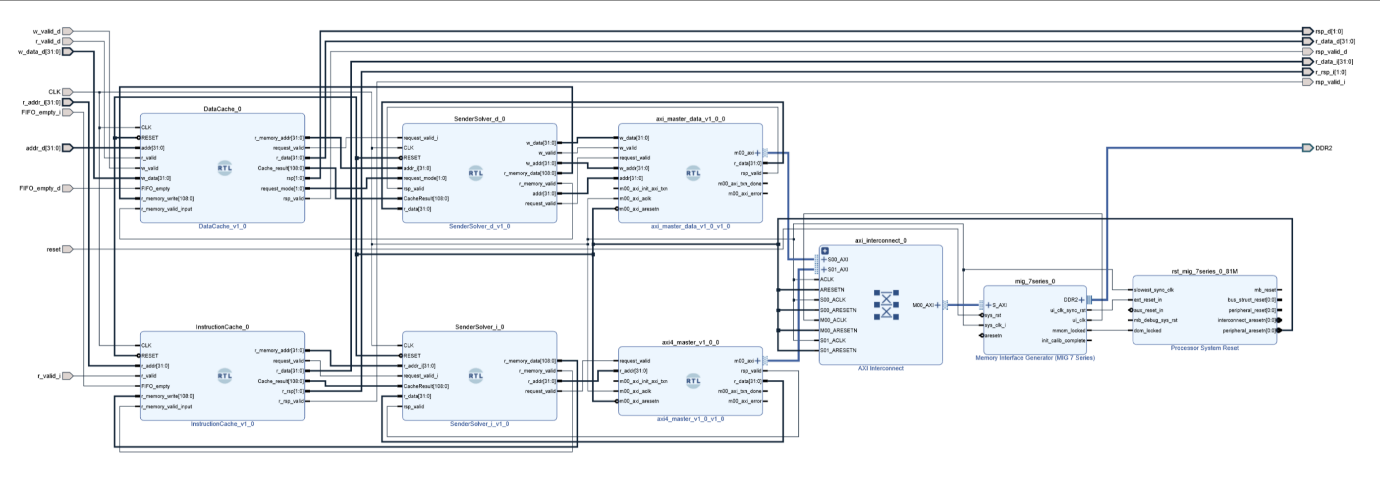 w_valid_d
r_valid_d
w_data_d[31:0]
CLK
r_addr_i[31:0]
FIFO_empty_i
addr_d[31:0]
FIFO_empty_d
reset
r_valid_i
DataCache_0
CLK
RESET
addr[31:0]
r_valid
w_valid
w_data[31:0]
FIFO_empty
r_memory_write[108:0]
r_memory_valid_input
r_memory_addr[31:0]
request_valid
r_data[31:0]
Cache_result[108:0]
rsp[1:0]
request_mode[1:0]
rsp_valid
RTL
DataCache_v1_0
SenderSolver_d_0
request_valid_i
CLK
RESET
addr_i[31:0]
request_mode[1:0]
rsp_valid
CacheResult[108:0]
r_data[31:0]
w_data[31:0]
w_valid
w_addr[31:0]
r_memory_data[108:0]
r_memory_valid
addr[31:0]
request_valid
RTL
SenderSolver_d_v1_0
axi_master_data_v1_0_0
w_data[31:0]
w_valid
request_valid
w_addr[31:0]
addr[31:0]
m00_axi_init_axi_txn
m00_axi_aclk
m00_axi_aresetn
m00_axi
r_data[31:0]
rsp_valid
m00_axi_txn_done
m00_axi_error
RTL
axi_master_data_v1_0_v1_0
InstructionCache_0
CLK
RESET
r_addr[31:0]
r_valid
FIFO_empty
r_memory_write[108:0]
r_memory_valid_input
r_memory_addr[31:0]
request_valid
r_data[31:0]
Cache_result[108:0]
r_rsp[1:0]
r_rsp_valid
RTL
InstructionCache_v1_0
SenderSolver_i_0
CLK
RESET
r_addr_i[31:0]
request_valid_i
CacheResult[108:0]
r_data[31:0]
rsp_valid
r_memory_data[108:0]
r_memory_valid
r_addr[31:0]
request_valid
RTL
SenderSolver_i_v1_0
axi4_master_v1_0_0
request_valid
r_addr[31:0]
m00_axi_init_axi_txn
m00_axi_aclk
m00_axi_aresetn
m00_axi
rsp_valid
r_data[31:0]
m00_axi_txn_done
m00_axi_error
RTL
axi4_master_v1_0_v1_0
axi_interconnect_0
S00_AXI
S01_AXI
ACLK
ARESETN
S00_ACLK
S00_ARESETN
M00_ACLK
M00_ARESETN
S01_ACLK
S01_ARESETN
M00_AXI
AXI Interconnect
mig_7series_0
S_AXI
sys_rst
sys_clk_i
aresetn
DDR2
ui_clk_sync_rst
ui_clk
mmcm_locked
init_calib_complete
Memory Interface Generator (MIG 7 Series)
rst_mig_7series_0_81M
slowest_sync_clk
ext_reset_in
aux_reset_in
mb_debug_sys_rst
dcm_locked
mb_reset
bus_struct_reset[0:0]
peripheral_reset[0:0]
interconnect_aresetn[0:0]
peripheral_aresetn[0:0]
Processor System Reset
rsp_d[1:0]
r_data_d[31:0]
rsp_valid_d
r_data_i[31:0]
r_rsp_i[1:0]
rsp_valid_i
DDR2